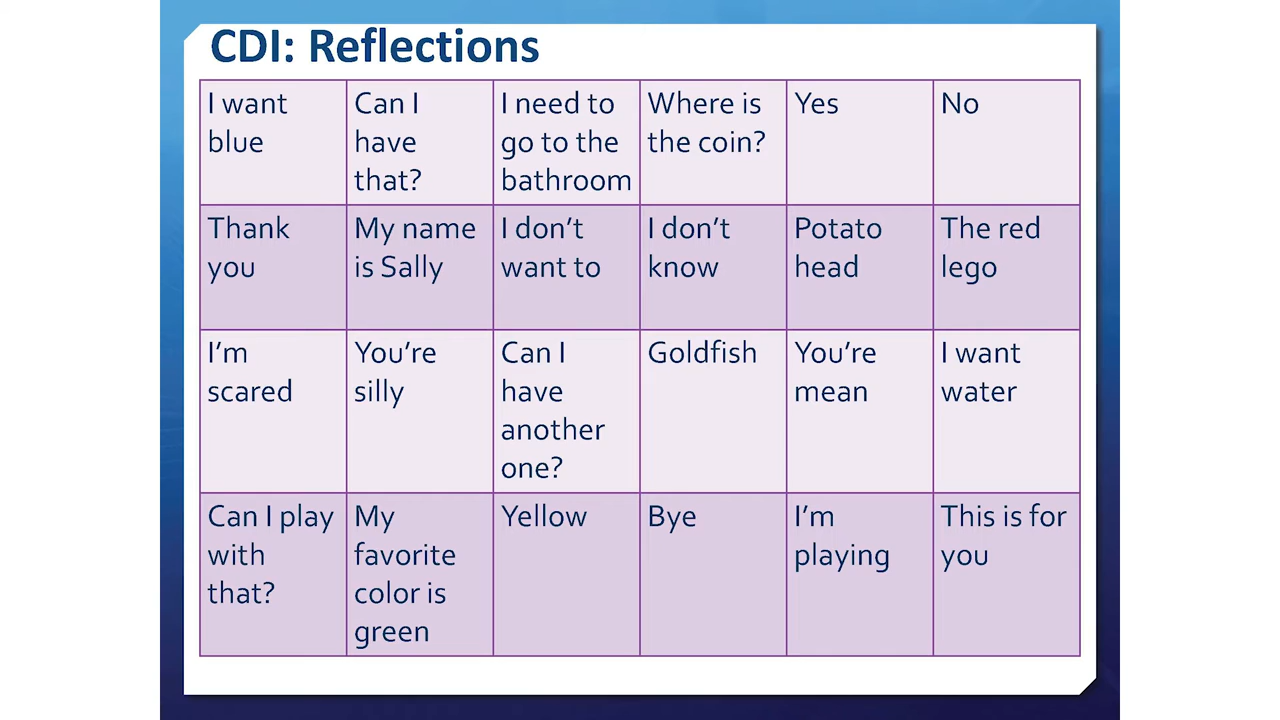 CDI: Reflections
I want
blue
Can I
have
that?
I need to
go to the
bathroom
Where is
the coin?
Yes
No
Thank
you
My name
is Sally
I don't
want to
I don't
know
Potato
head
The red
lego
I'm
scared
You're
silly
Can I
have
another
one?
Goldfish
You're
mean
I want
water
Can I play
with
that?
My
favorite
color is
green
Yellow
Bye
I'm
playing
This is for
you